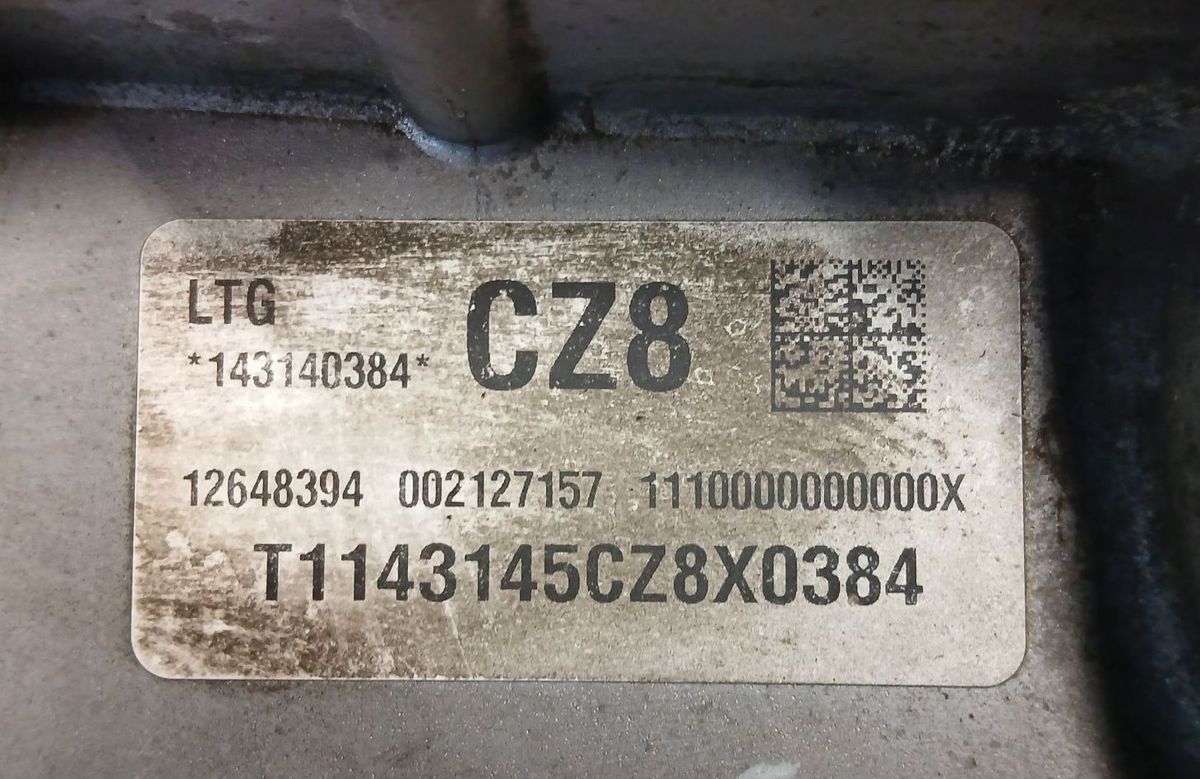 LTG
CZ8
*143140384*
12648394 002127157 1110000000000X
T1143145CZ8X0384